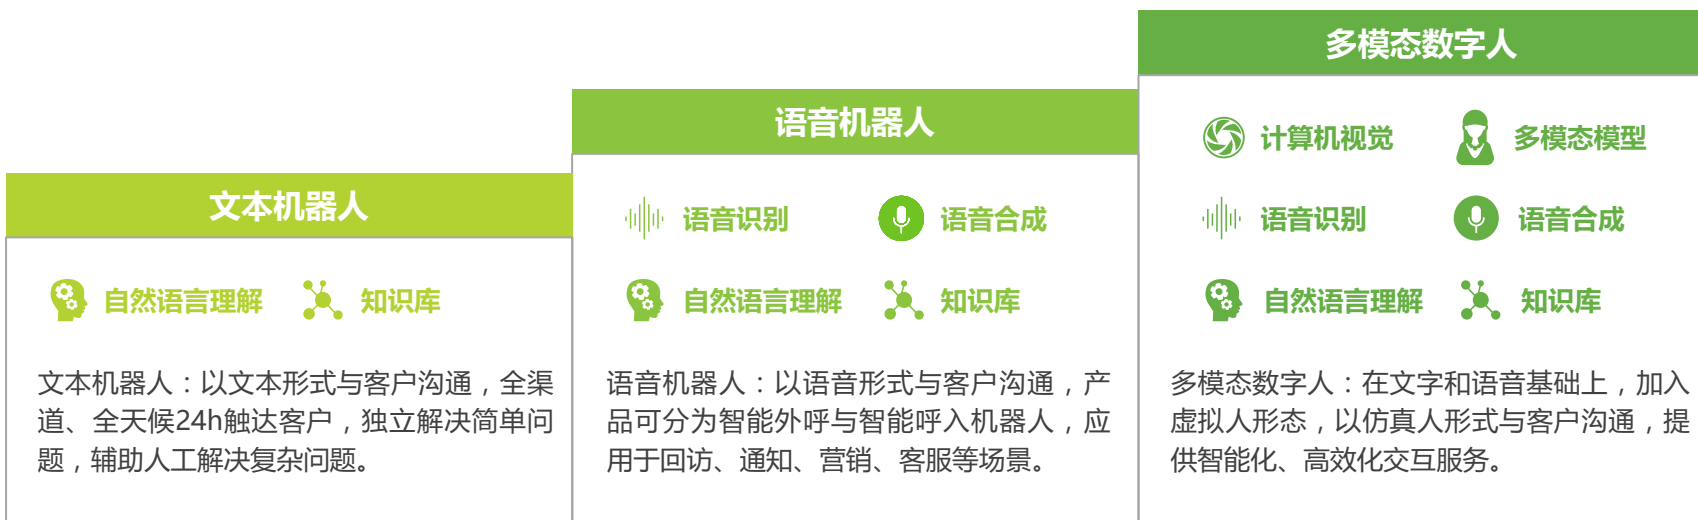 文本机器人
自然语言理解
知识库
文本机器人：以文本形式与客户沟通，全渠
道、全天候24h触达客户，独立解决简单问
题，辅助人工解决复杂问题。
语音机器人
语音识别
语音合成
自然语言理解
知识库
语音机器人：以语音形式与客户沟通，产
品可分为智能外呼与智能呼入机器人，应
用于回访、通知、营销、客服等场景。
多模态数字人
计算机视觉
多模态模型
语音识别
语音合成
自然语言理解
知识库
多模态数字人：在文字和语音基础上，加入
虚拟人形态，以仿真人形式与客户沟通，提
供智能化、高效化交互服务。